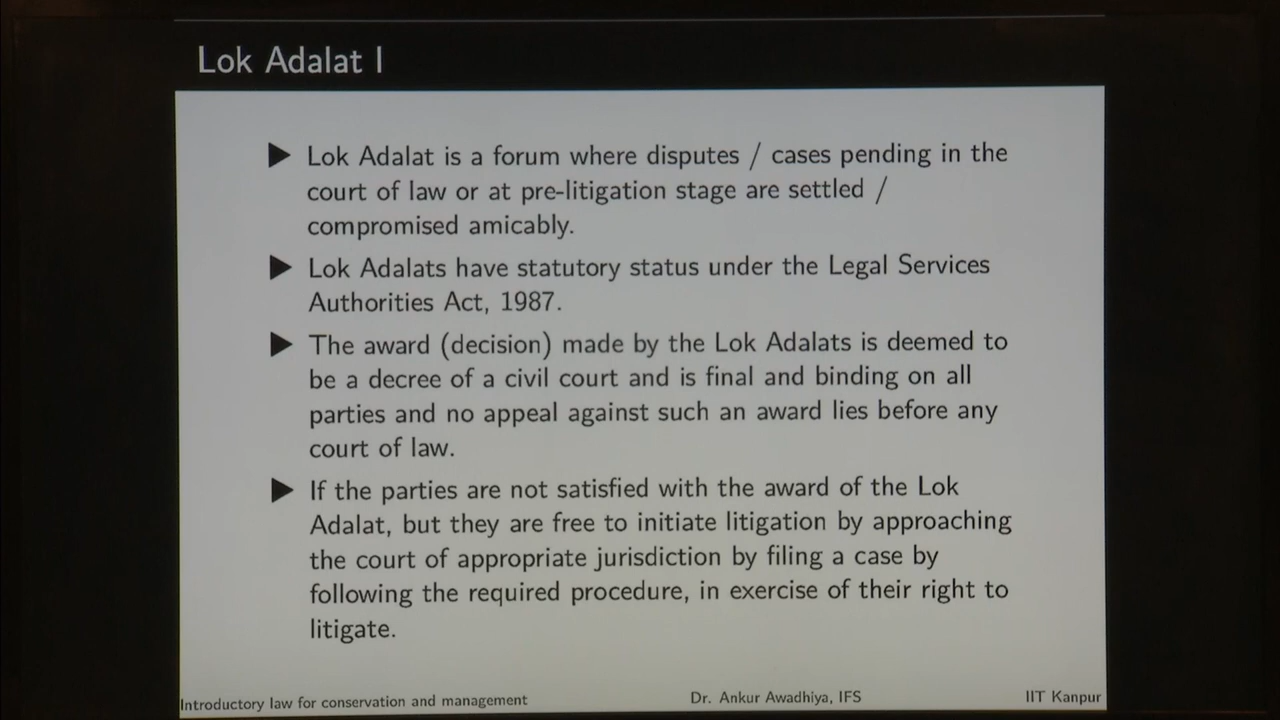 Lok Adalat I
▶ Lok Adalat is a forum where disputes / cases pending in the
court of law or at pre-litigation stage are settled /
compromised amicably.
▶ Lok Adalats have statutory status under the Legal Services
Authorities Act, 1987.
▶ The award (decision) made by the Lok Adalats is deemed to
be a decree of a civil court and is final and binding on all
parties and no appeal against such an award lies before any
court of law.
▶ If the parties are not satisfied with the award of the Lok
Adalat, but they are free to initiate litigation by approaching
the court of appropriate jurisdiction by filing a case by
following the required procedure, in exercise of their right to
litigate.
Introductory law for conservation and management Dr. Ankur Awadhiya, IFS IIT Kanpur